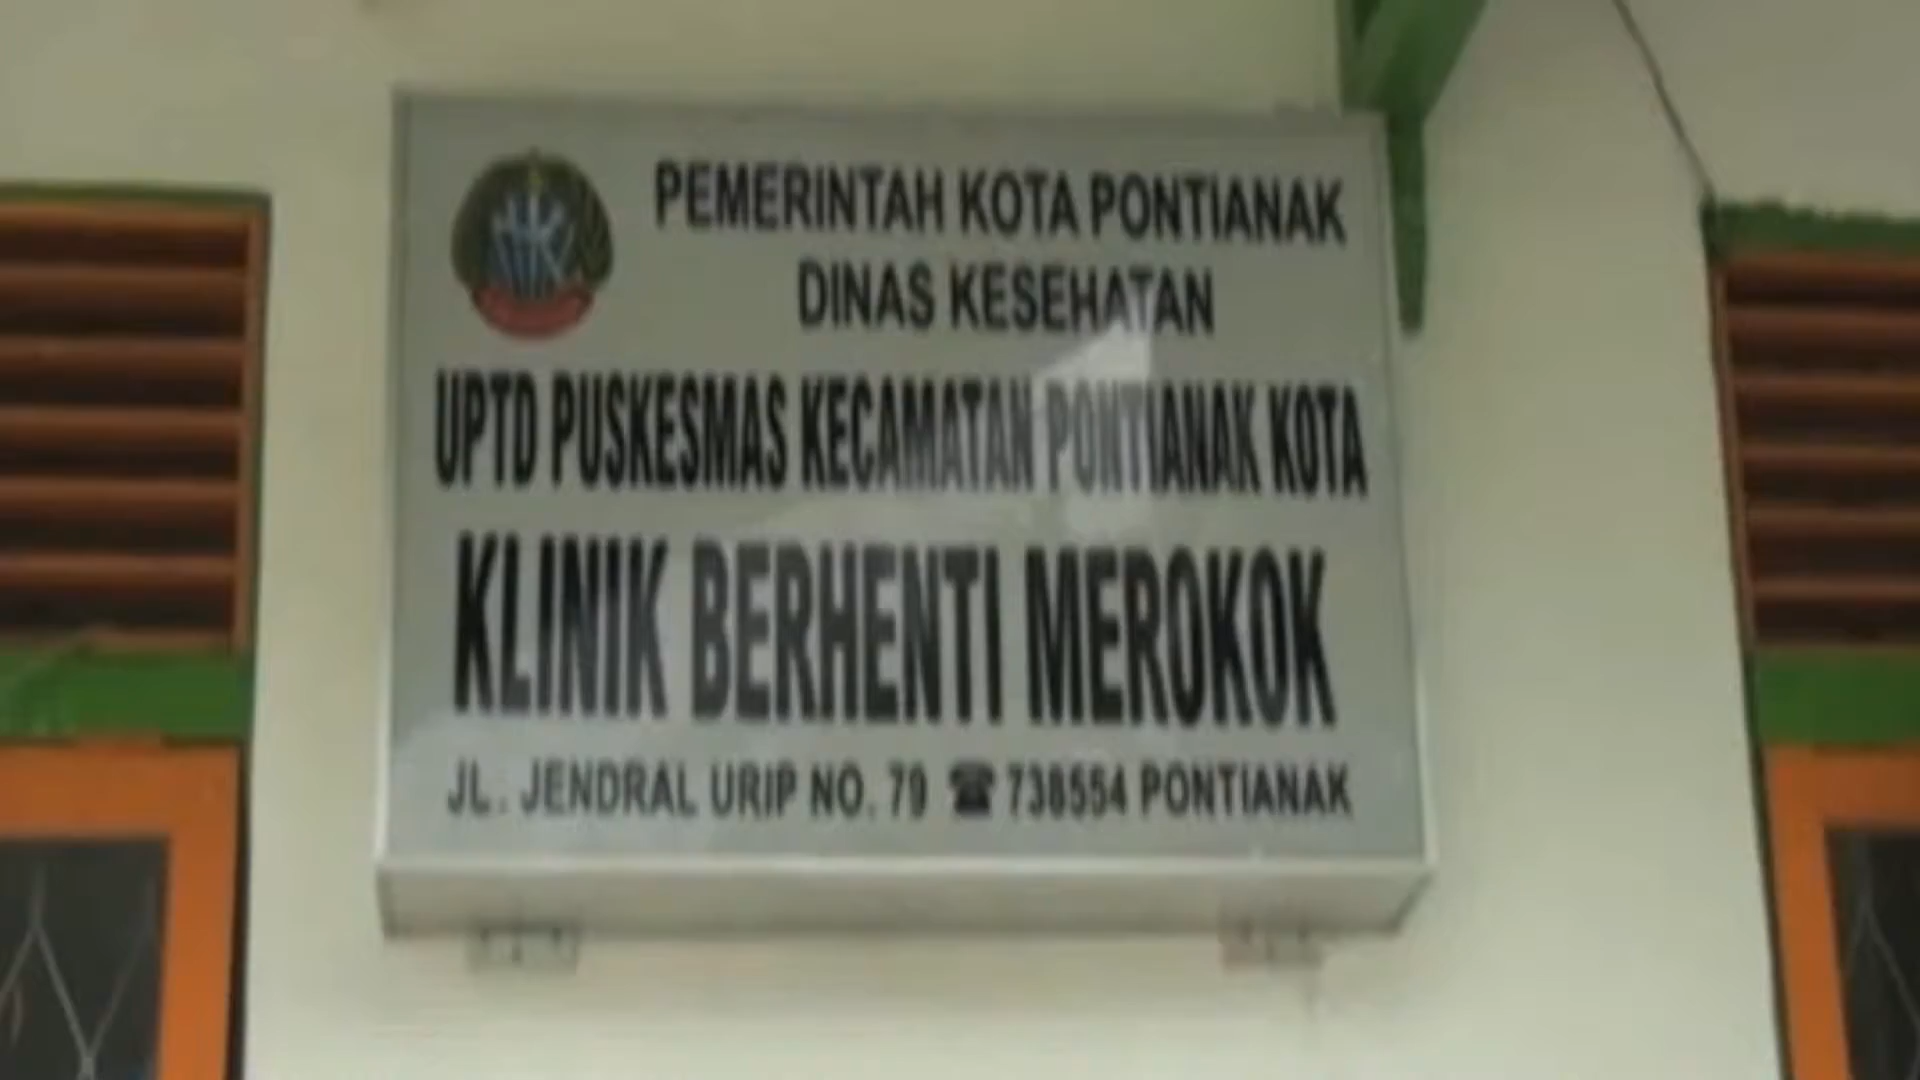 PEMERINTAH KOTA PONTIANAK
DINAS KESEHATAN
UPTD PUSKESMAS KECAMATAN PONTIANAK KOTA
KLINIK BERHENTI MEROKOK
JL. JENDRAL URIP NO. 79 ☎ 738554 PONTIANAK